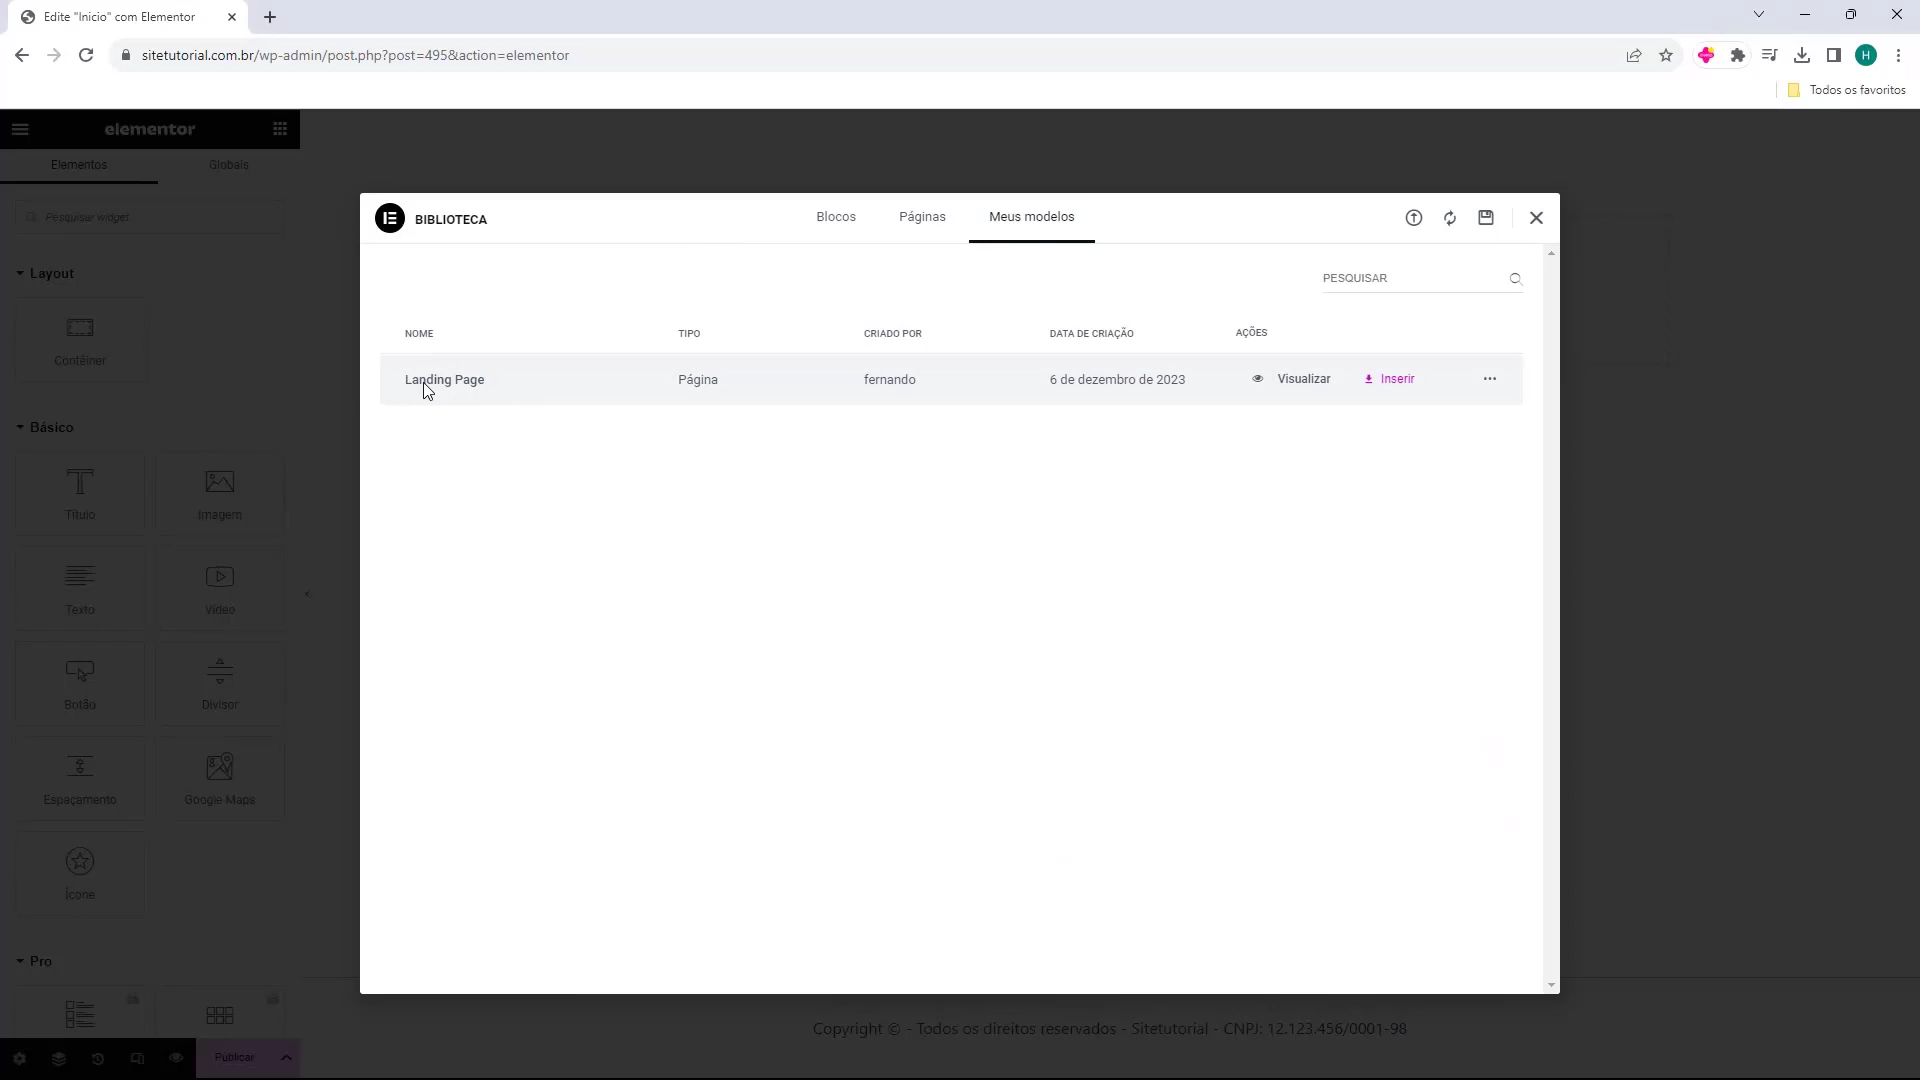 Edite "Inicio" com Elementor
sitetutorial.com.br/wp-admin/post.php?post=495&action=elementor
H
Todos os favoritos
elementor
Elementos
Globais
Pesquisar widget
Layout
Contêiner
Básico
Título
Imagem
Texto
Vídeo
Botão
Divisor
Espaçamento
Google Maps
Ícone
Pro
Publicar
BIBLIOTECA
Blocos
Páginas
Meus modelos
PESQUISAR
NOME
TIPO
CRIADO POR
DATA DE CRIAÇÃO
AÇÕES
Landing Page
Página
fernando
6 de dezembro de 2023
Visualizar
Inserir
Copyright © - Todos os direitos reservados - Sitetutorial - CNPJ: 12.123.456/0001-98